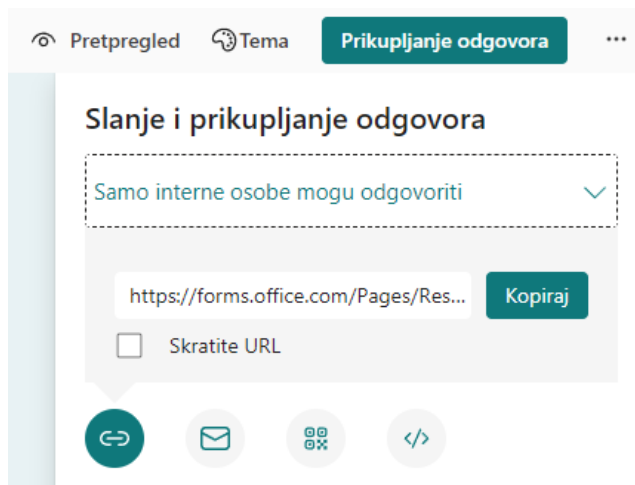 Pretpregled Tema Prikupljanje odgovora ...
Slanje i prikupljanje odgovora
Samo interne osobe mogu odgovoriti
https://forms.office.com/Pages/Res... Kopiraj
Skratite URL